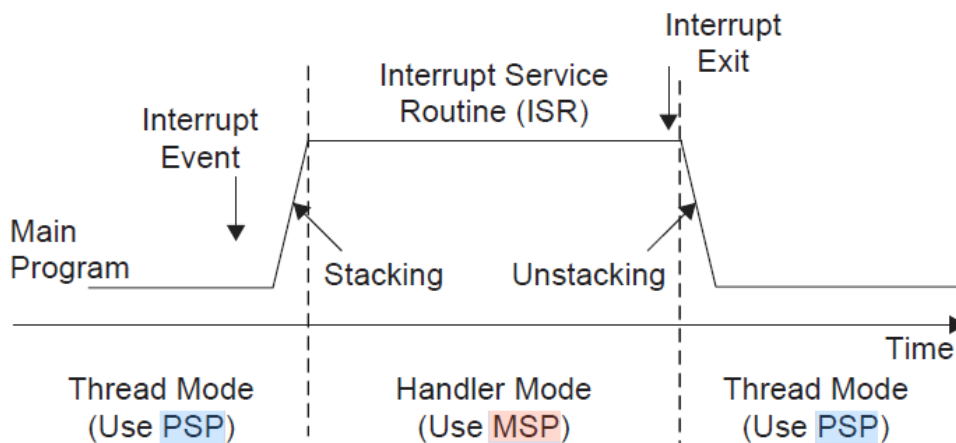 Interrupt
Exit
Interrupt Service
Routine (ISR)
Interrupt
Event
Main
Program
Stacking
Unstacking
Time
Thread Mode
(Use PSP)
Handler Mode
(Use MSP)
Thread Mode
(Use PSP)